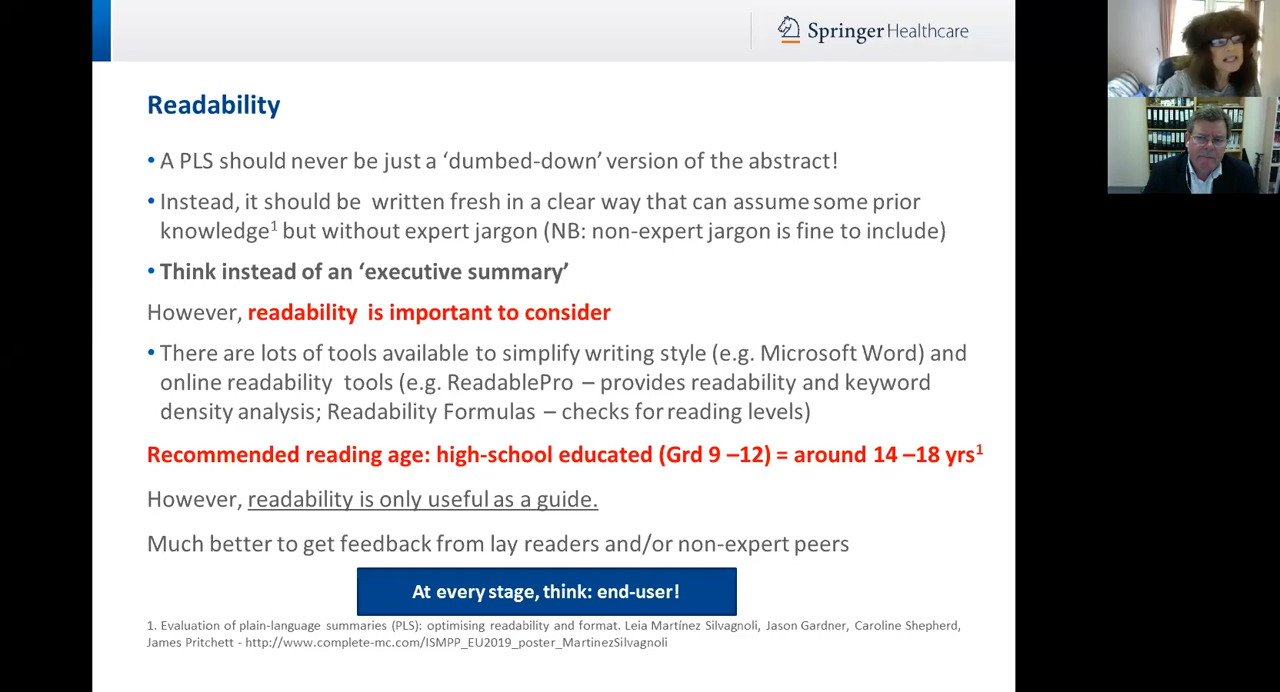 Springer Healthcare
Readability
• A PLS should never be just a ‘dumbed-down’ version of the abstract!
• Instead, it should be written fresh in a clear way that can assume some prior
knowledge1 but without expert jargon (NB: non-expert jargon is fine to include)
• Think instead of an ‘executive summary’
However, readability is important to consider
• There are lots of tools available to simplify writing style (e.g. Microsoft Word) and
online readability tools (e.g. ReadablePro – provides readability and keyword
density analysis; Readability Formulas – checks for reading levels)
Recommended reading age: high-school educated (Grd 9 –12) = around 14 –18 yrs1
However, readability is only useful as a guide.
Much better to get feedback from lay readers and/or non-expert peers
At every stage, think: end-user!
1. Evaluation of plain-language summaries (PLS): optimising readability and format. Leia Martínez Silvagnoli, Jason Gardner, Caroline Shepherd,
James Pritchett - http://www.complete-mc.com/ISMPP_EU2019_poster_MartinezSilvagnoli